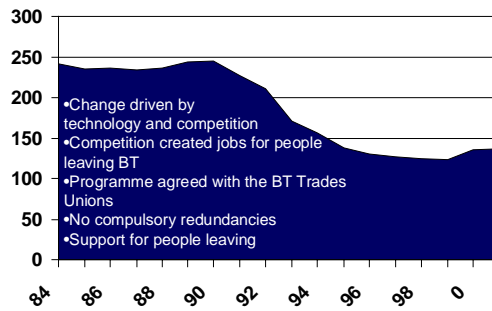 300
250
200
150
100
50
0
•Change driven by
technology and competition
•Competition created jobs for people
leaving BT
•Programme agreed with the BT Trades
Unions
•No compulsory redundancies
•Support for people leaving
84
86
88
90
92
94
96
98
0